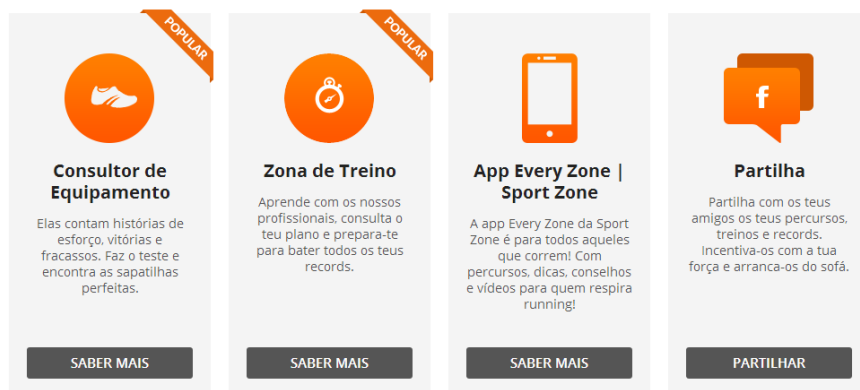 POPULAR
Consultor de
Equipamento
Elas contam histórias de
esforço, vitórias e
fracassos. Faz o teste e
encontra as sapatilhas
perfeitas.
SABER MAIS
POPULAR
Zona de Treino
Aprende com os nossos
profissionais, consulta o
teu plano e prepara-te
para bater todos os teus
records.
SABER MAIS
App Every Zone |
Sport Zone
A app Every Zone da Sport
Zone é para todos aqueles
que correm! Com
percursos, dicas, conselhos
e vídeos para quem respira
running!
SABER MAIS
f
Partilha
Partilha com os teus
amigos os teus percursos,
treinos e records.
Incentiva-os com a tua
força e arranca-os do sofá.
PARTILHAR